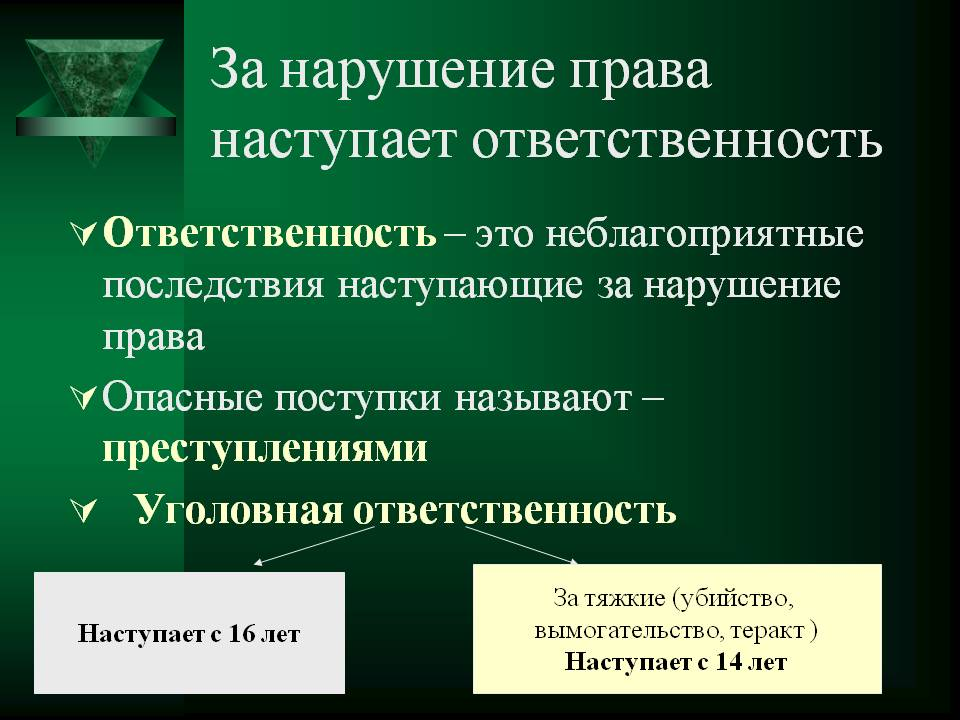 За нарушение права
наступает ответственность
Ответственность – это неблагоприятные
последствия наступающие за нарушение
права
Опасные поступки называют –
преступлениями
Уголовная ответственность
Наступает с 16 лет
За тяжкие (убийство,
вымогательство, теракт )
Наступает с 14 лет